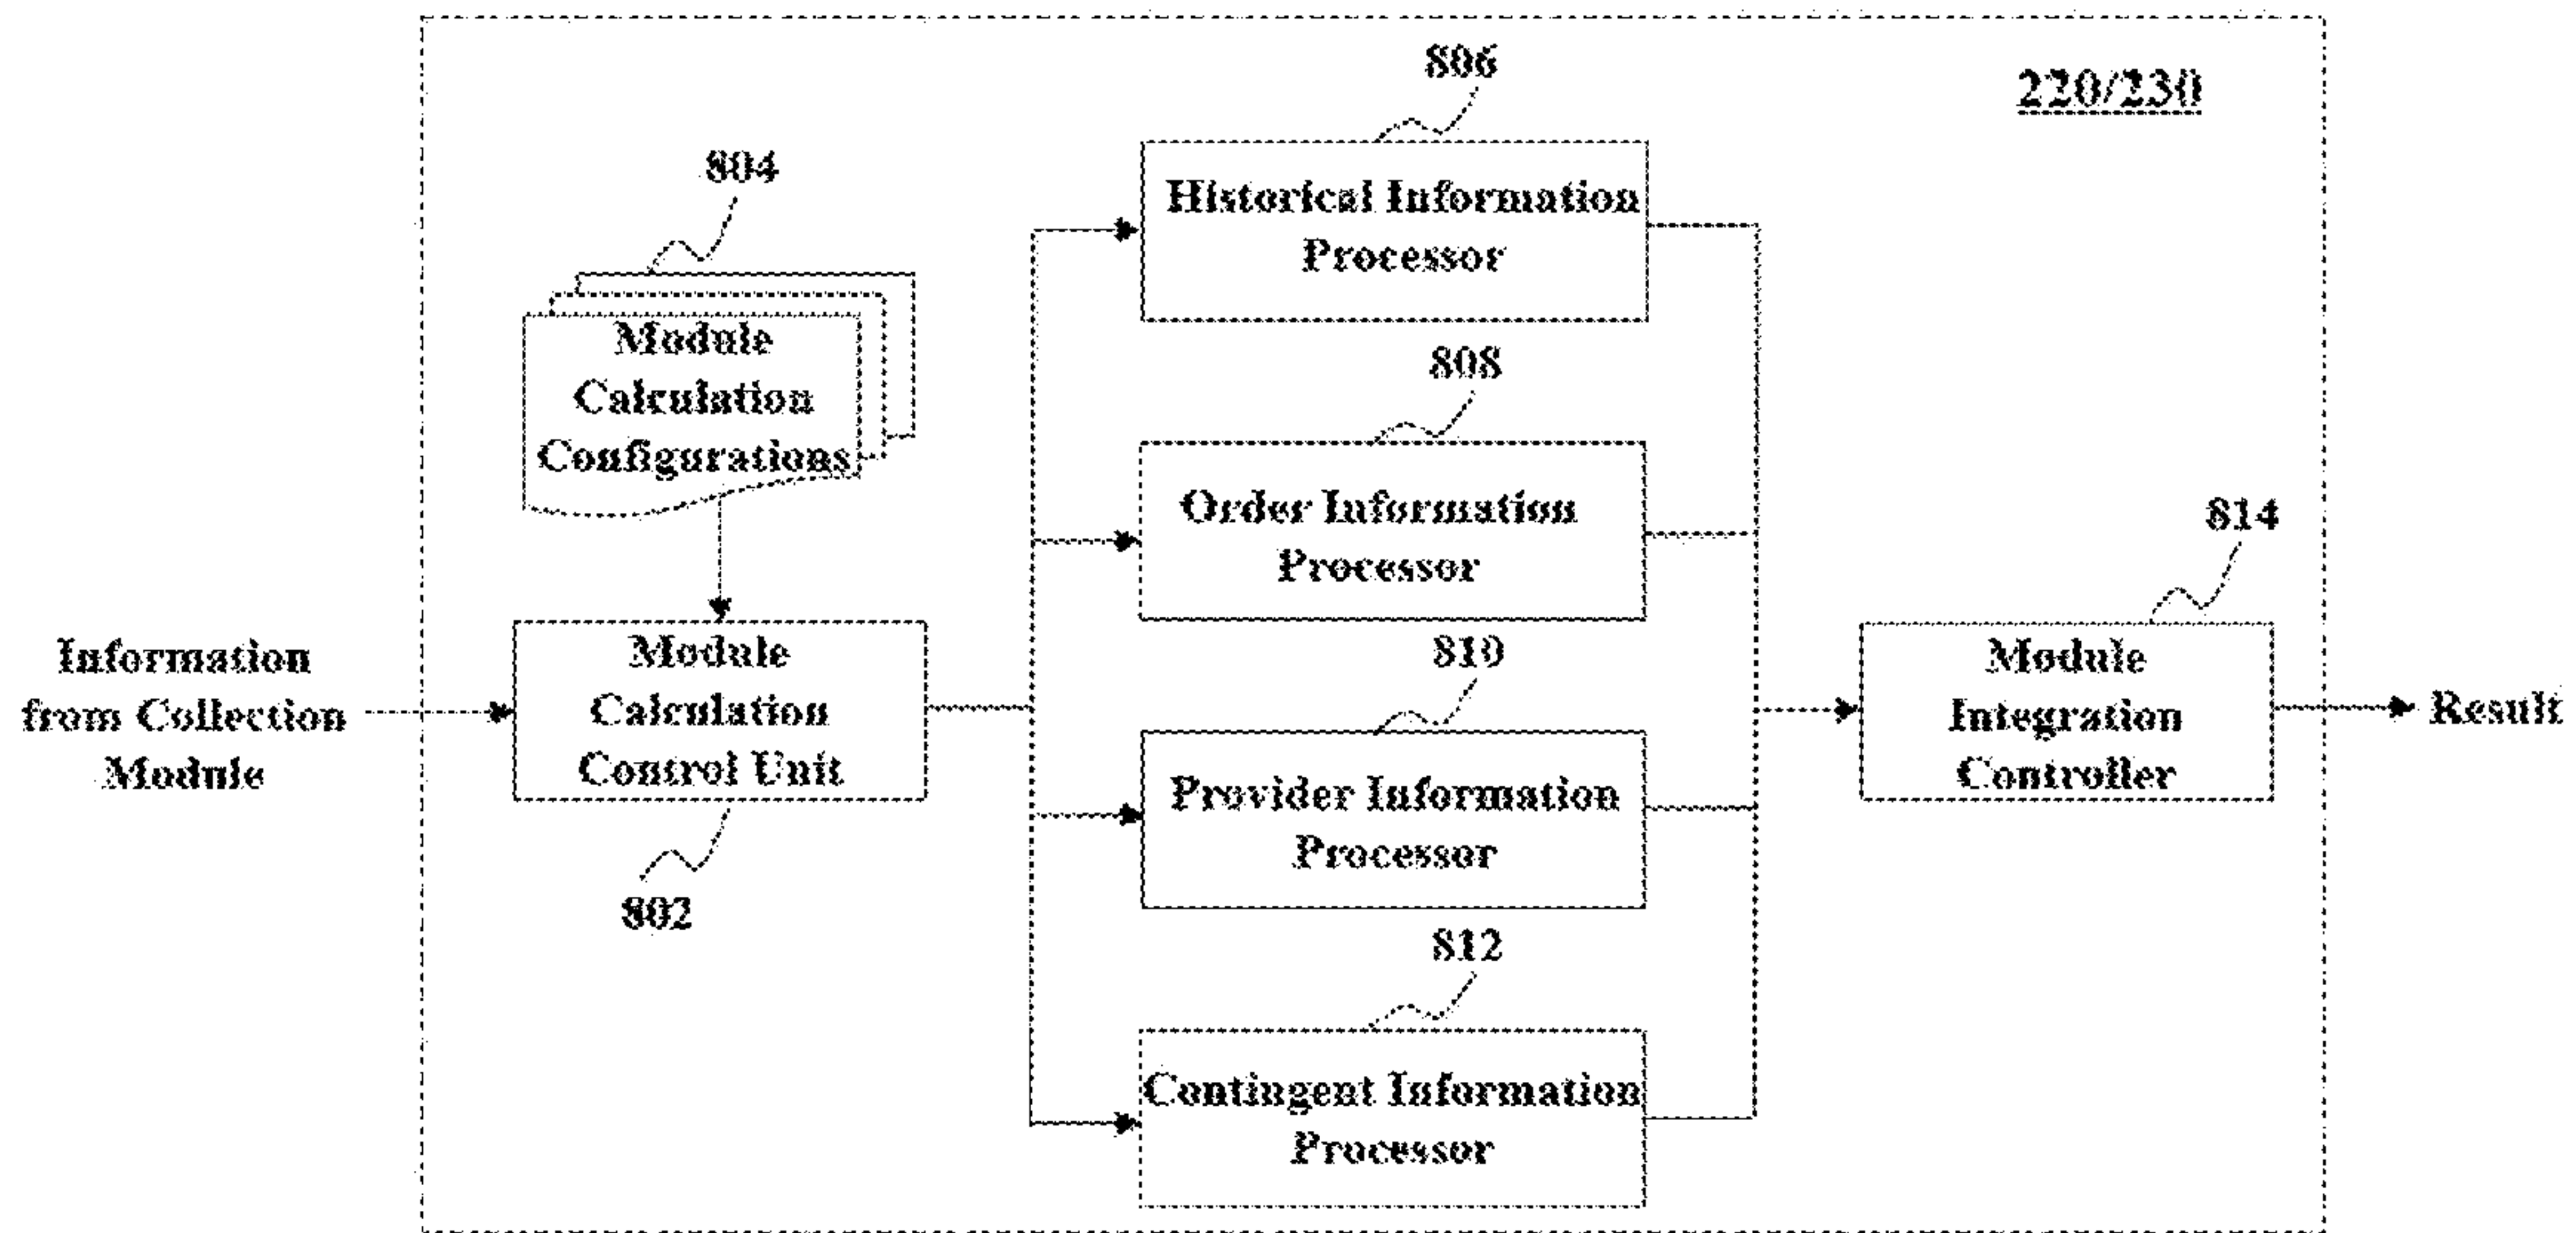 806
220/230
804
Historical Information
Processor
Module
Calculation
Configurations
808
Order Information
Processor
814
Information
from Collection
Module
Module
Calculation
Control Unit
810
Module
Integration
Controller
Result
Provider Information
Processor
802
812
Contingent Information
Processor